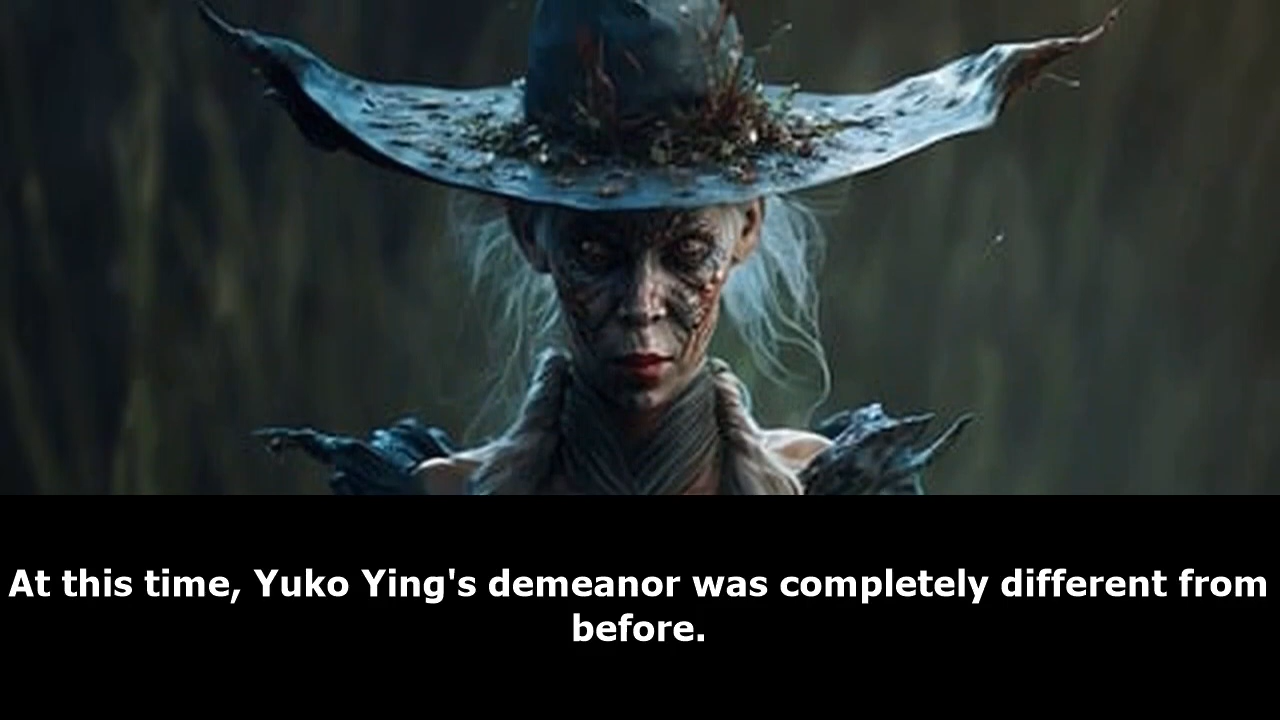 At this time, Yuko Ying's demeanor was completely different from
before.